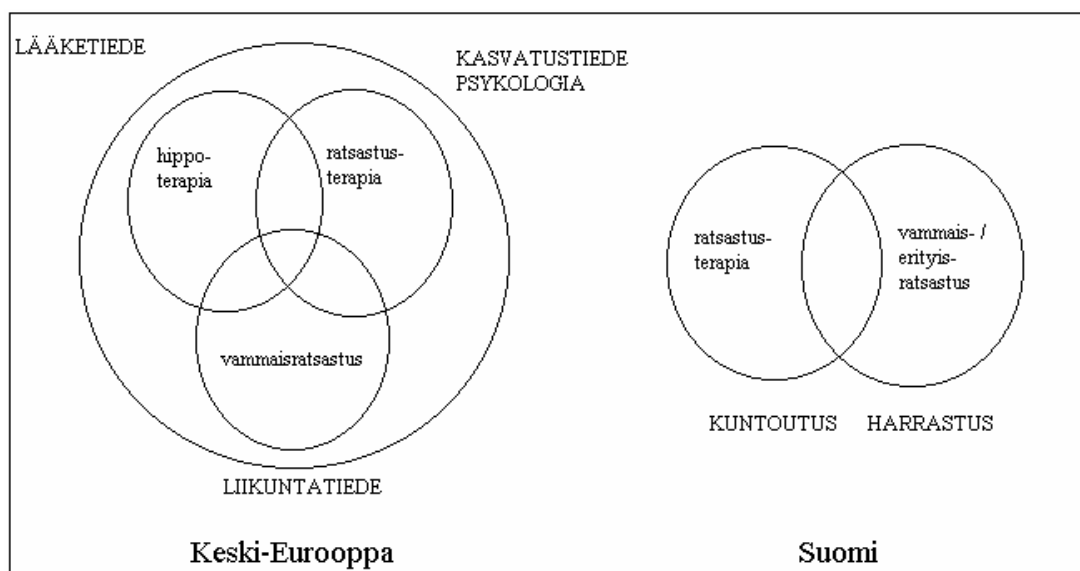 LÄÄKETIEDE
KASVATUSTIEDE
PSYKOLOGIA
hippo-
terapia
ratsastus-
terapia
vammaisratsastus
LIIKUNTATIEDE
Keski-Eurooppa
ratsastus-
terapia
vammais- /
erityis-
ratsastus
KUNTOUTUS
HARRASTUS
Suomi